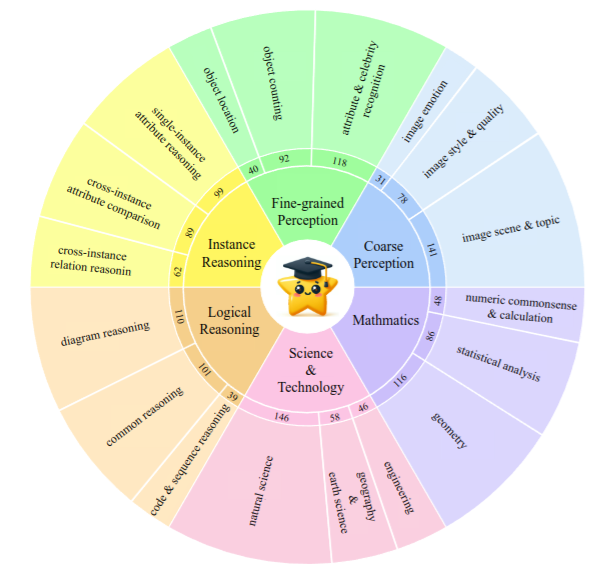 object location
object counting
attribute & celebrity
recognition
image emotion
image style & quality
image scene & topic
single-instance
attribute reasoning
cross-instance
attribute comparison
cross-instance
relation reasonin
40
92
118
31
78
141
99
89
62
Fine-grained
Perception
Coarse
Perception
Instance
Reasoning
Logical
Reasoning
Mathmatics
Science
&
Technology
110
101
39
146
58
46
116
86
48
numeric commonsense
& calculation
statistical analysis
geometry
engineering
geography
&
earth science
natural science
code & sequence reasoning
common reasoning
diagram reasoning